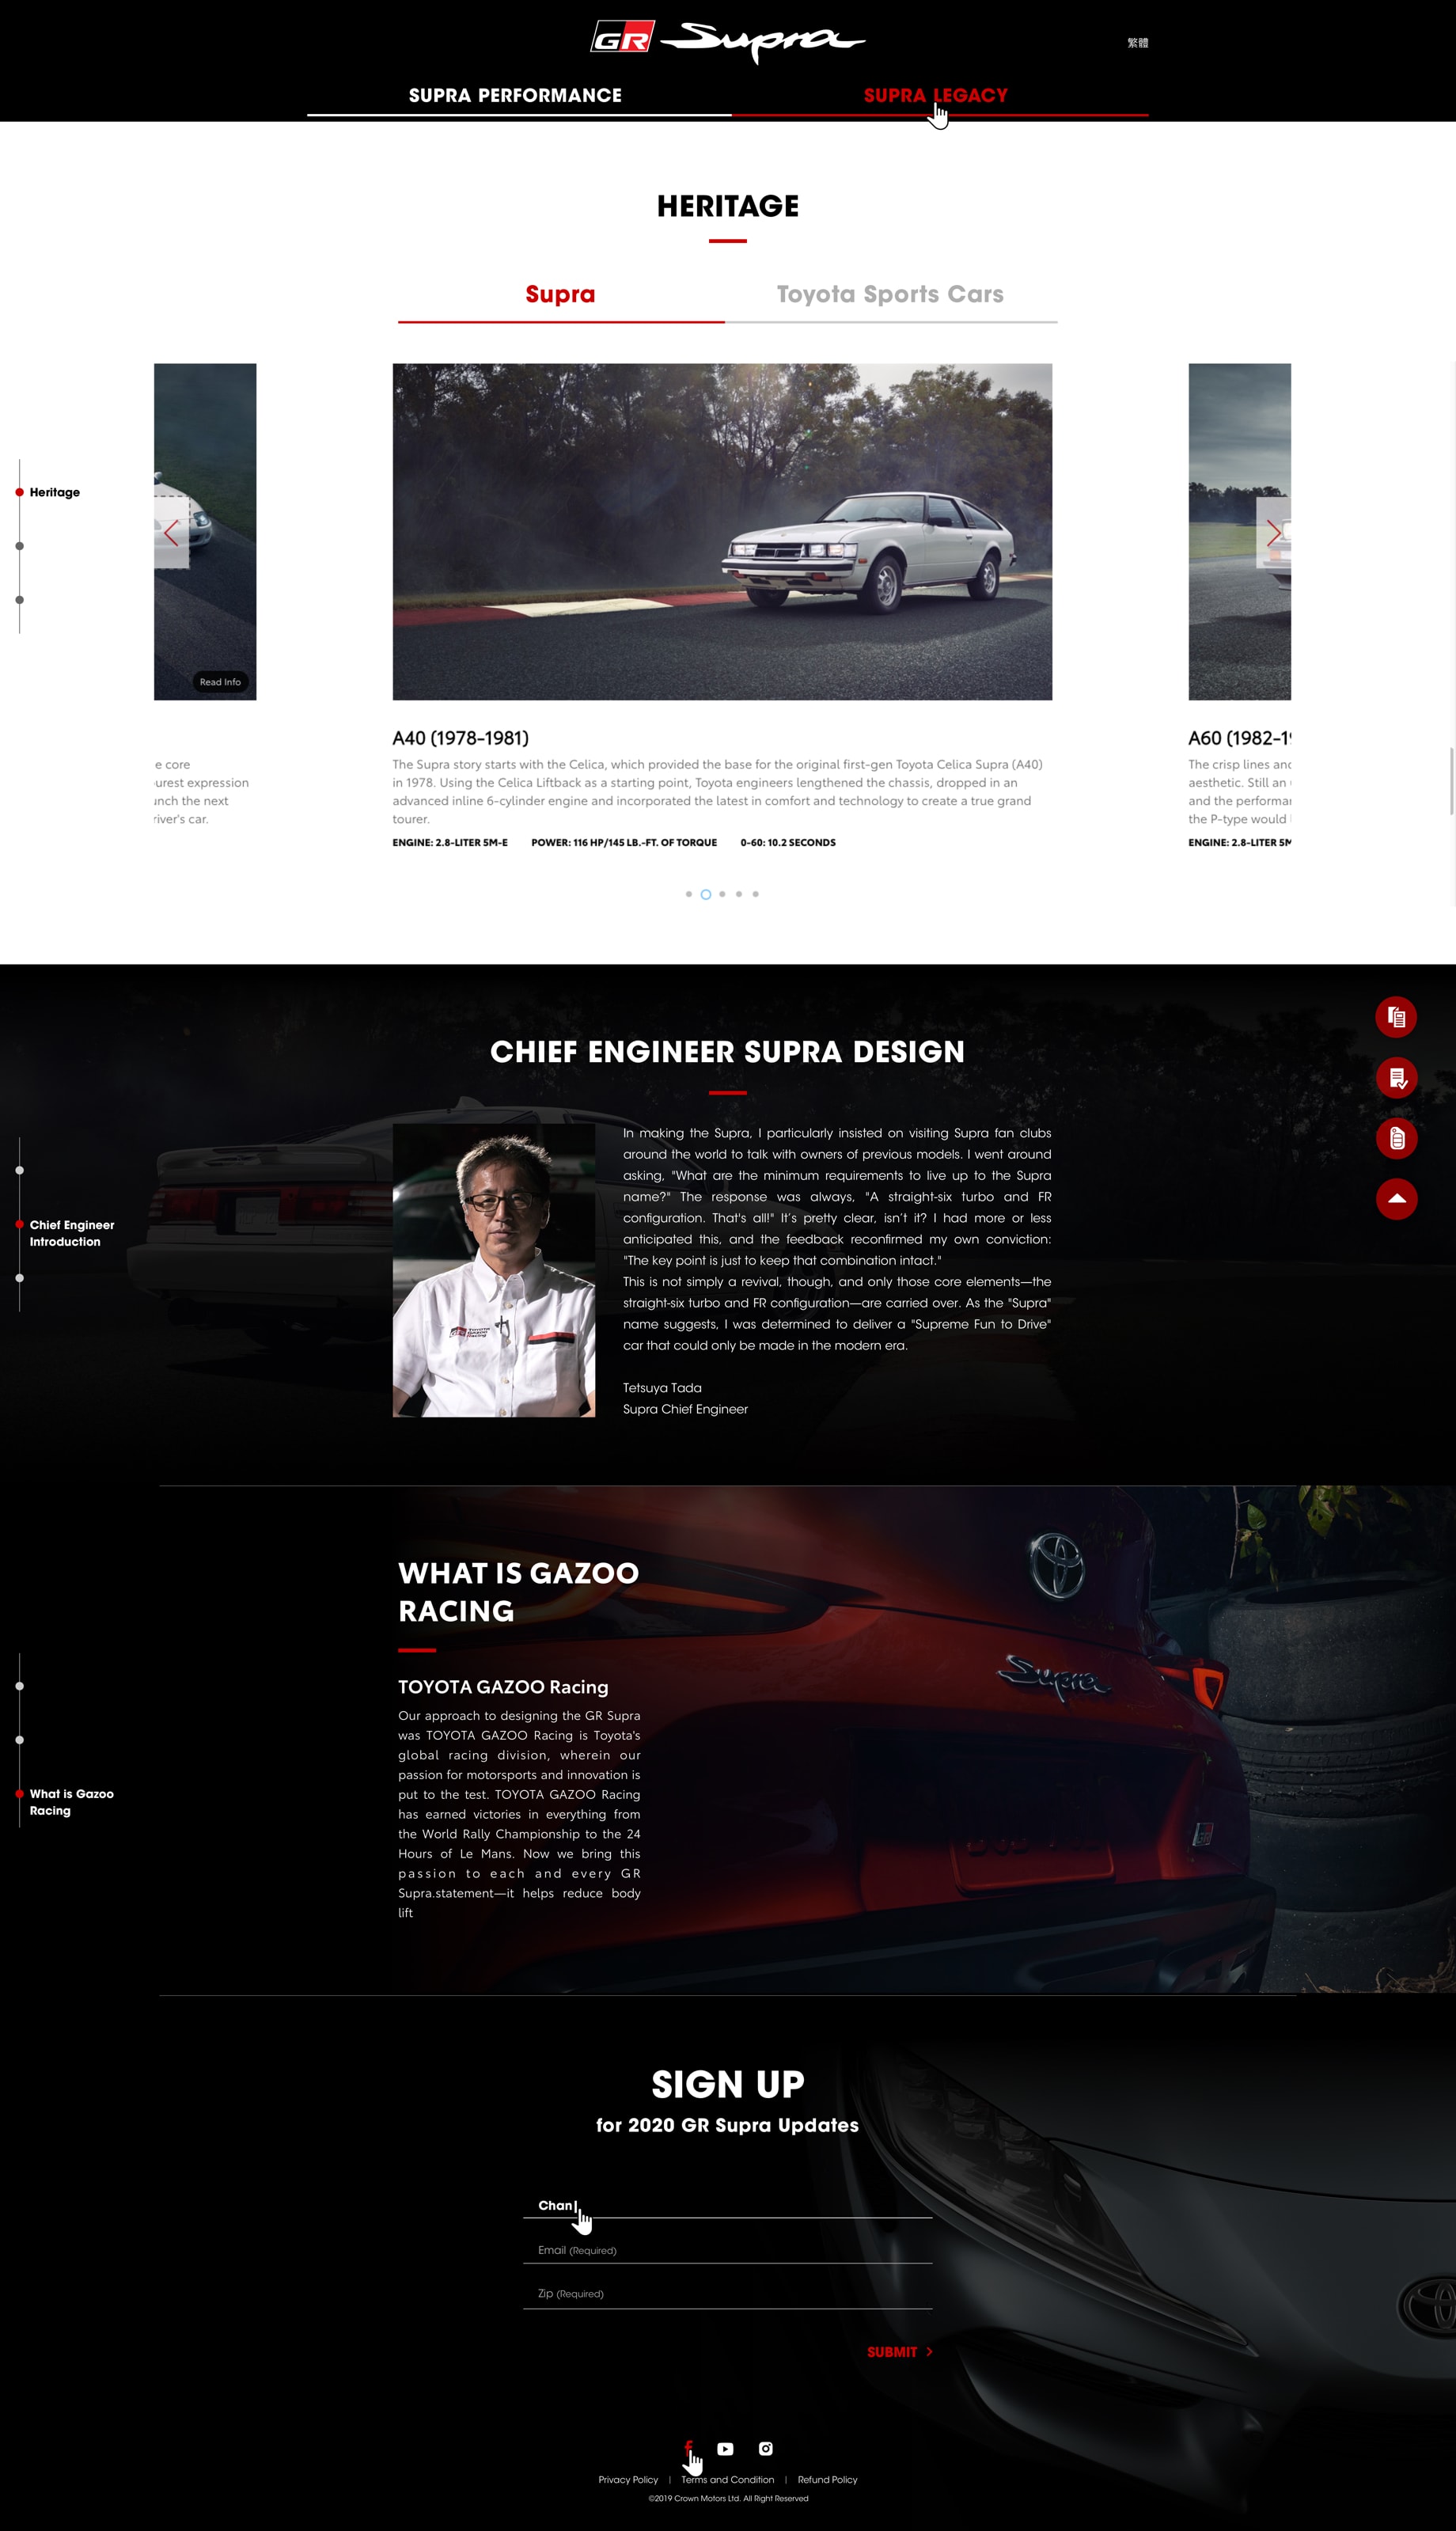 GR Supra
繁體
SUPRA PERFORMANCE
SUPRA LEGACY
HERITAGE
Supra
Toyota Sports Cars
Heritage
Read Info
e core
urest expression
unch the next
river's car.
A40 (1978-1981)
The Supra story starts with the Celica, which provided the base for the original first-gen Toyota Celica Supra (A40)
in 1978. Using the Celica Liftback as a starting point, Toyota engineers lengthened the chassis, dropped in an
advanced inline 6-cylinder engine and incorporated the latest in comfort and technology to create a true grand
tourer.
ENGINE: 2.8-LITER 5M-E POWER: 116 HP/145 LB.-FT. OF TORQUE 0-60: 10.2 SECONDS
A60 (1982-19
The crisp lines and
aesthetic. Still an
and the performan
the P-type would
ENGINE: 2.8-LITER 5M
CHIEF ENGINEER SUPRA DESIGN
Chief Engineer
Introduction
In making the Supra, I particularly insisted on visiting Supra fan clubs
around the world to talk with owners of previous models. I went around
asking, "What are the minimum requirements to live up to the Supra
name?" The response was always, "A straight-six turbo and FR
configuration. That's all!" It's pretty clear, isn't it? I had more or less
anticipated this, and the feedback reconfirmed my own conviction:
"The key point is just to keep that combination intact."
This is not simply a revival, though, and only those core elements—the
straight-six turbo and FR configuration—are carried over. As the "Supra"
name suggests, I was determined to deliver a "Supreme Fun to Drive"
car that could only be made in the modern era.
Tetsuya Tada
Supra Chief Engineer
WHAT IS GAZOO
RACING
TOYOTA GAZOO Racing
Our approach to designing the GR Supra
was TOYOTA GAZOO Racing is Toyota's
global racing division, wherein our
passion for motorsports and innovation is
put to the test. TOYOTA GAZOO Racing
has earned victories in everything from
the World Rally Championship to the 24
Hours of Le Mans. Now we bring this
passion to each and every GR
Supra.statement—it helps reduce body
lift
What is Gazoo
Racing
Supra
GR
SIGN UP
for 2020 GR Supra Updates
Chan
Email (Required)
Zip (Required)
SUBMIT
Privacy Policy | Terms and Condition | Refund Policy
©2019 Crown Motors Ltd. All Right Reserved